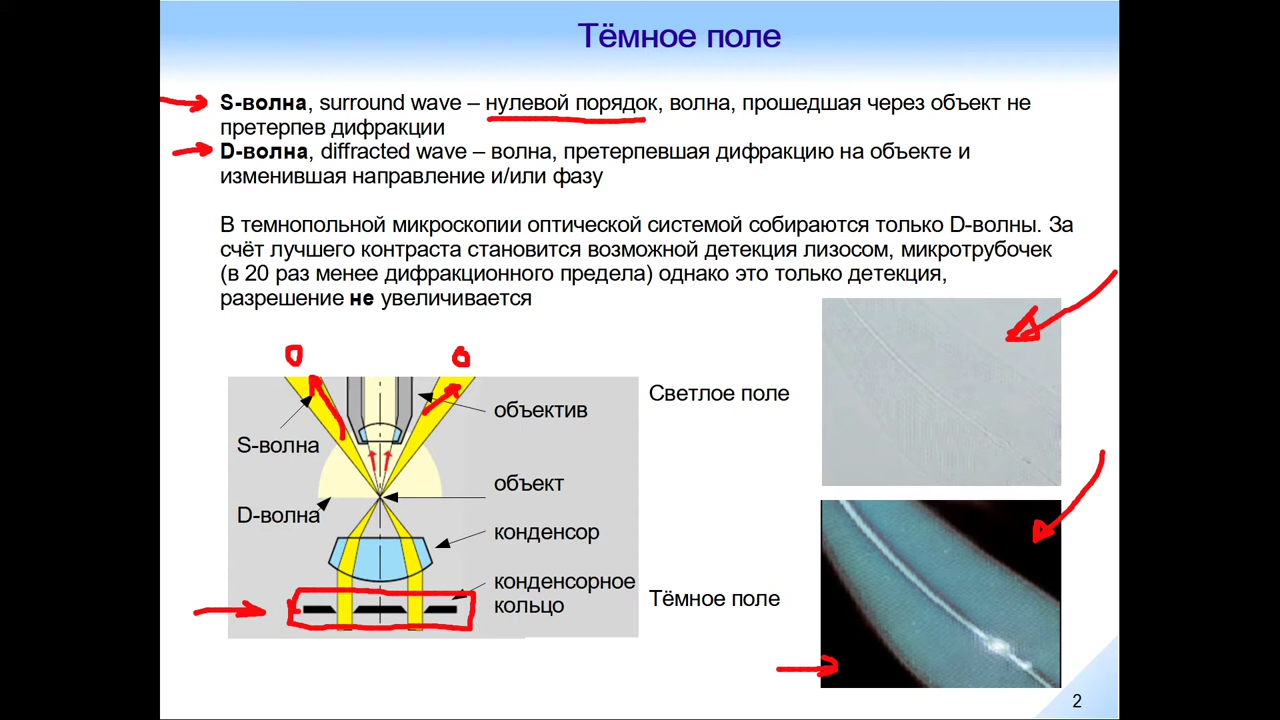 Тёмное поле
S-волна, surround wave – нулевой порядок, волна, прошедшая через объект не
претерпев дифракции
D-волна, diffracted wave – волна, претерпевшая дифракцию на объекте и
изменившая направление и/или фазу
В темнопольной микроскопии оптической системой собираются только D-волны. За
счёт лучшего контраста становится возможной детекция лизосом, микротрубочек
(в 20 раз менее дифракционного предела) однако это только детекция,
разрешение не увеличивается
Светлое поле
объектив
S-волна
объект
D-волна
конденсор
конденсорное
кольцо
Тёмное поле
2